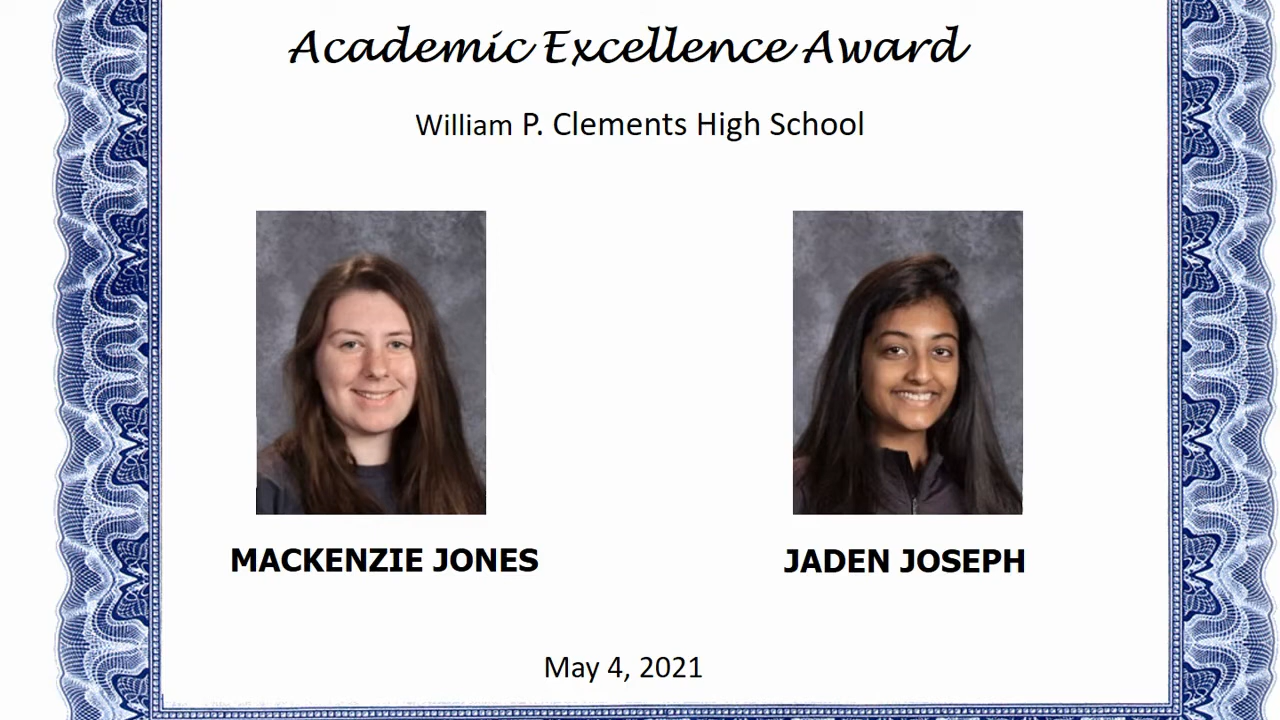 Academic Excellence Award
William P. Clements High School
MACKENZIE JONES
JADEN JOSEPH
May 4, 2021